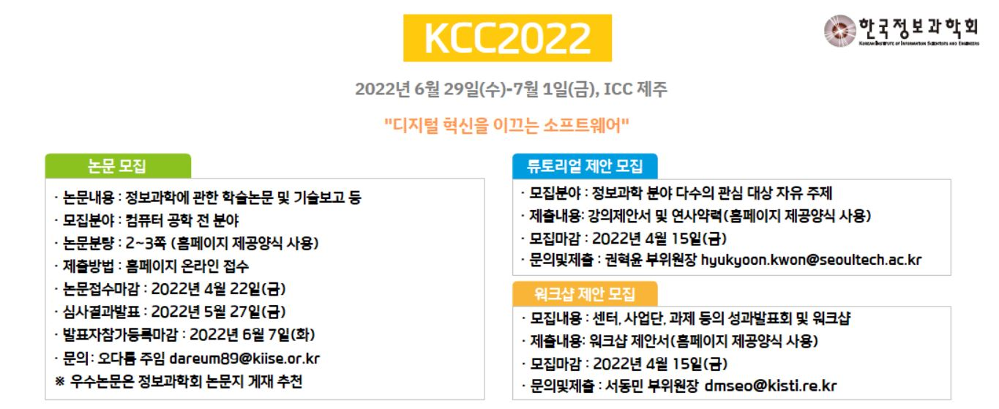 KCC2022
한국정보과학회
KOREAN INSTITUTE OF INFORMATION SCIENTISTS AND ENGINEERS
2022년 6월 29일(수)-7월 1일(금), ICC 제주
"디지털 혁신을 이끄는 소프트웨어"
논문 모집
· 논문내용 : 정보과학에 관한 학술논문 및 기술보고 등
· 모집분야 : 컴퓨터 공학 전 분야
· 논문분량 : 2~3쪽 (홈페이지 제공양식 사용)
· 제출방법 : 홈페이지 온라인 접수
· 논문접수마감 : 2022년 4월 22일(금)
· 심사결과발표 : 2022년 5월 27일(금)
· 발표자참가등록마감 : 2022년 6월 7일(화)
· 문의 : 오다름 주임 dareum89@kiise.or.kr
※ 우수논문은 정보과학회 논문지 게재 추천
튜토리얼 제안 모집
· 모집분야 : 정보과학 분야 다수의 관심 대상 자유 주제
· 제출내용: 강의제안서 및 연사약력(홈페이지 제공양식 사용)
· 모집마감 : 2022년 4월 15일(금)
· 문의및제출 : 권혁윤 부위원장 hyukyoon.kwon@seoultech.ac.kr
워크샵 제안 모집
· 모집내용 : 센터, 사업단, 과제 등의 성과발표회 및 워크샵
· 제출내용: 워크샵 제안서(홈페이지 제공양식 사용)
· 모집마감 : 2022년 4월 15일(금)
· 문의및제출 : 서동민 부위원장 dmseo@kisti.re.kr